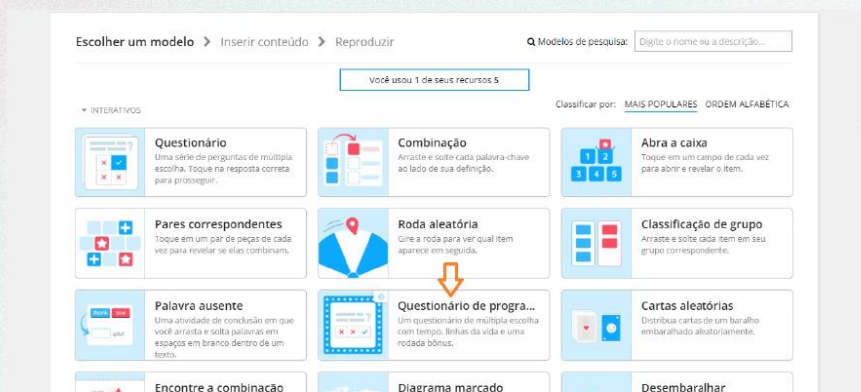 Escolher um modelo > Inserir conteúdo > Reproduzir
Modelos de pesquisa: Digite o nome ou a descrição...
Você usou 1 de seus recursos 5
INTERATIVOS
Classificar por: MAIS POPULARES ORDEM ALFABÉTICA
Questionário
Uma série de perguntas de múltipla
escolha. Toque na resposta correta
para prosseguir.
Combinação
Arraste e solte cada palavra-chave
ao lado de sua definição.
Abra a caixa
Toque em um campo de cada vez
para abrir e revelar o item.
1 2
3 4 5
Pares correspondentes
Toque em um par de peças de cada
vez para revelar se elas combinam.
Roda aleatória
Gire a roda para ver qual item
aparece em seguida.
Classificação de grupo
Arraste e solte cada item em seu
grupo correspondente.
Palavra ausente
Uma atividade de conclusão em que
você arrasta e solta palavras em
espaços em branco dentro de um
texto.
thank
you!
Questionário de progra...
Um questionário de múltipla escolha
com tempo, linhas da vida e uma
rodada bônus.
Cartas aleatórias
Distribua cartas de um baralho
embaralhado aleatoriamente.
Encontre a combinação
Diagrama marcado
Desembaralhar